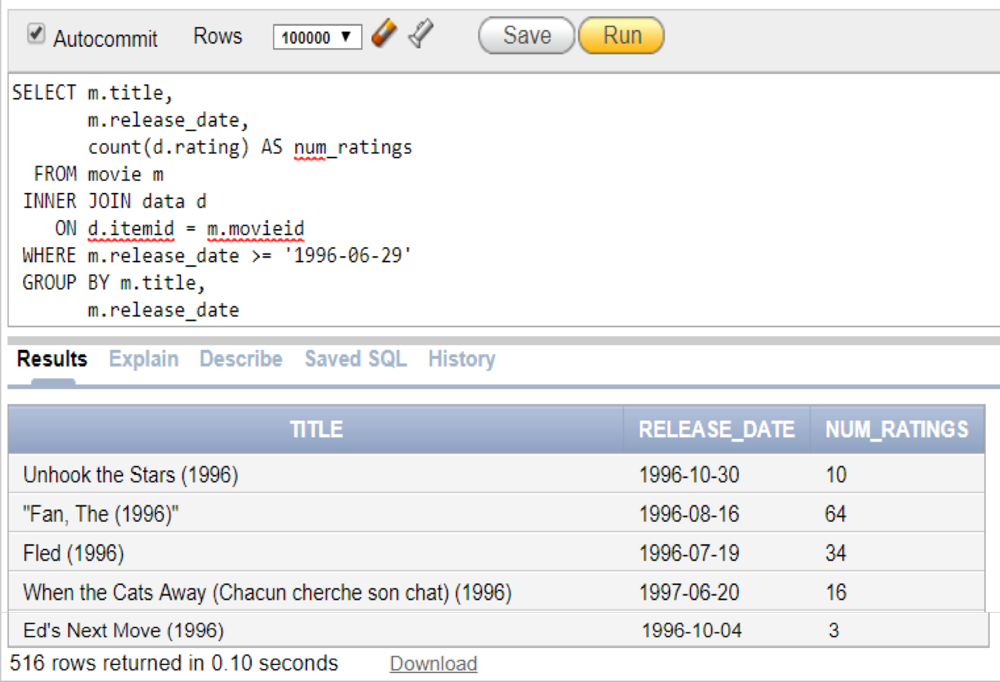 Autocommit Rows 100000 ▼ Save Run
SELECT m.title,
       m.release_date,
       count(d.rating) AS num_ratings
  FROM movie m
 INNER JOIN data d
    ON d.itemid = m.movieid
 WHERE m.release_date >= '1996-06-29'
 GROUP BY m.title,
       m.release_date
Results Explain Describe Saved SQL History
TITLE RELEASE_DATE NUM_RATINGS
Unhook the Stars (1996) 1996-10-30 10
"Fan, The (1996)" 1996-08-16 64
Fled (1996) 1996-07-19 34
When the Cats Away (Chacun cherche son chat) (1996) 1997-06-20 16
Ed's Next Move (1996) 1996-10-04 3
516 rows returned in 0.10 seconds Download